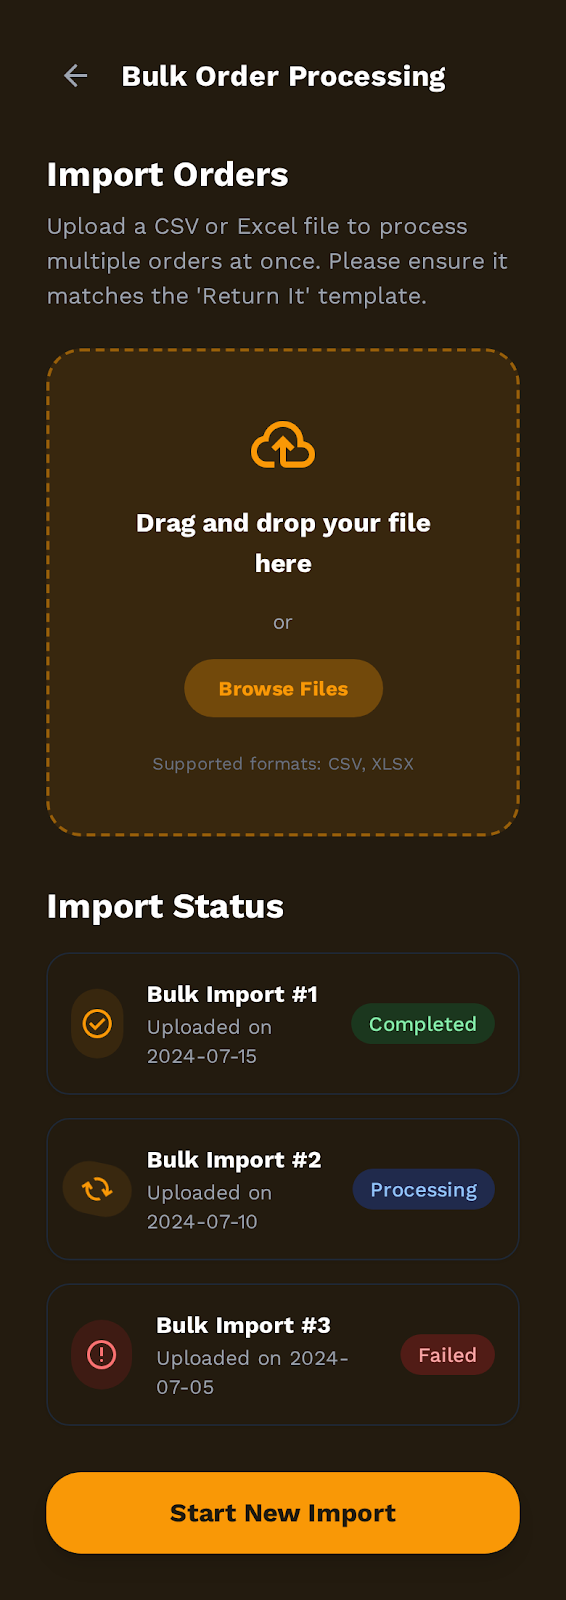 Bulk Order Processing
Import Orders
Upload a CSV or Excel file to process
multiple orders at once. Please ensure it
matches the 'Return It' template.
Drag and drop your file
here
or
Browse Files
Supported formats: CSV, XLSX
Import Status
Bulk Import #1
Uploaded on
2024-07-15
Completed
Bulk Import #2
Uploaded on
2024-07-10
Processing
Bulk Import #3
Uploaded on 2024-
07-05
Failed
Start New Import